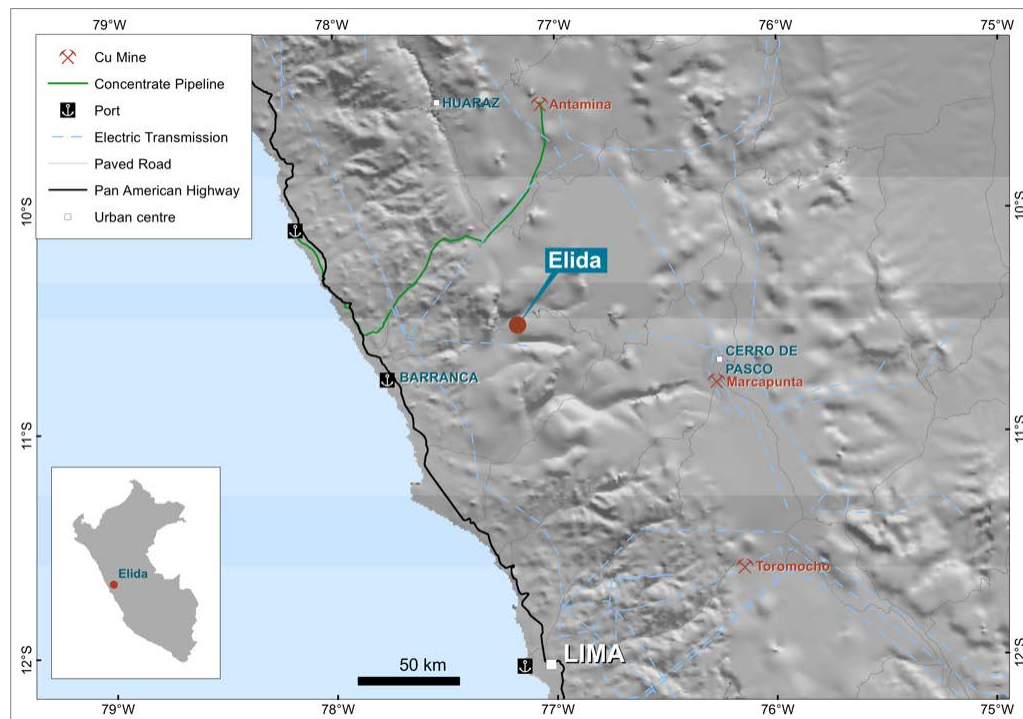 79°W
78°W
77°W
76°W
75°W
Cu Mine
Concentrate Pipeline
Port
Electric Transmission
Paved Road
Pan American Highway
Urban centre
HUARAZ
Antamina
10°S
10°S
Elida
CERRO DE
PASCO
Marcapunta
BARRANCA
11°S
11°S
Elida
Toromocho
12°S
12°S
LIMA
50 km
79°W
78°W
77°W
76°W
75°W